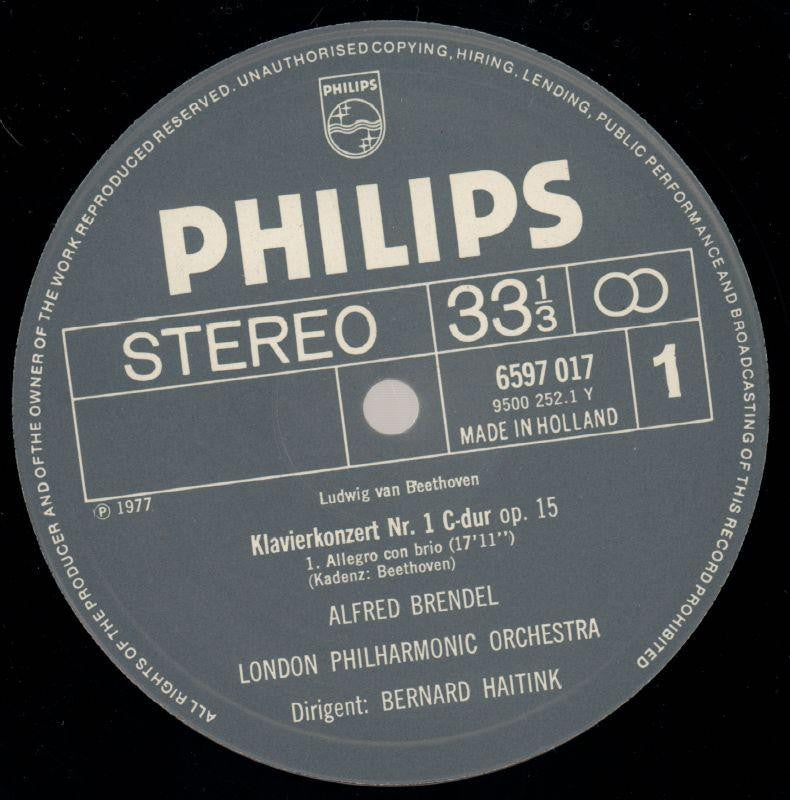 ALL RIGHTS OF THE PRODUCER AND OF THE OWNER OF THE WORK REPRODUCED RESERVED. UNAUTHORISED COPYING, HIRING, LENDING, PUBLIC PERFORMANCE AND BROADCASTING OF THIS RECORD PROHIBITED
PHILIPS
PHILIPS
STEREO
33 1/3
6597 017
9500 252.1 Y
MADE IN HOLLAND
1
℗ 1977
Ludwig van Beethoven
Klavierkonzert Nr. 1 C-dur op. 15
1. Allegro con brio (17'11'')
(Kadenz: Beethoven)
ALFRED BRENDEL
LONDON PHILHARMONIC ORCHESTRA
Dirigent: BERNARD HAITINK